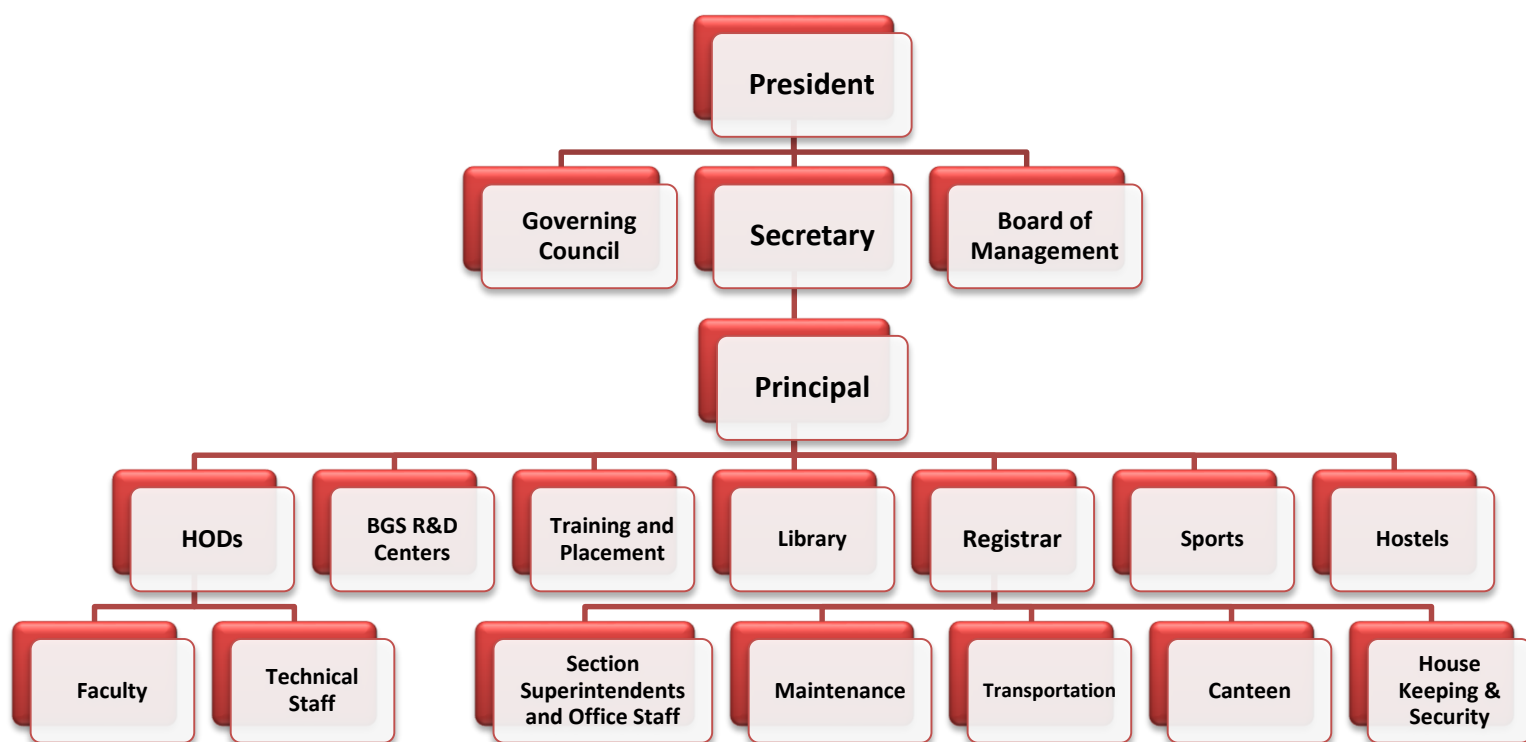 President
Governing
Council
Secretary
Board of
Management
Principal
HODs
BGS R&D
Centers
Training and
Placement
Library
Registrar
Sports
Hostels
Faculty
Technical
Staff
Section
Superintendents
and Office Staff
Maintenance
Transportation
Canteen
House
Keeping &
Security